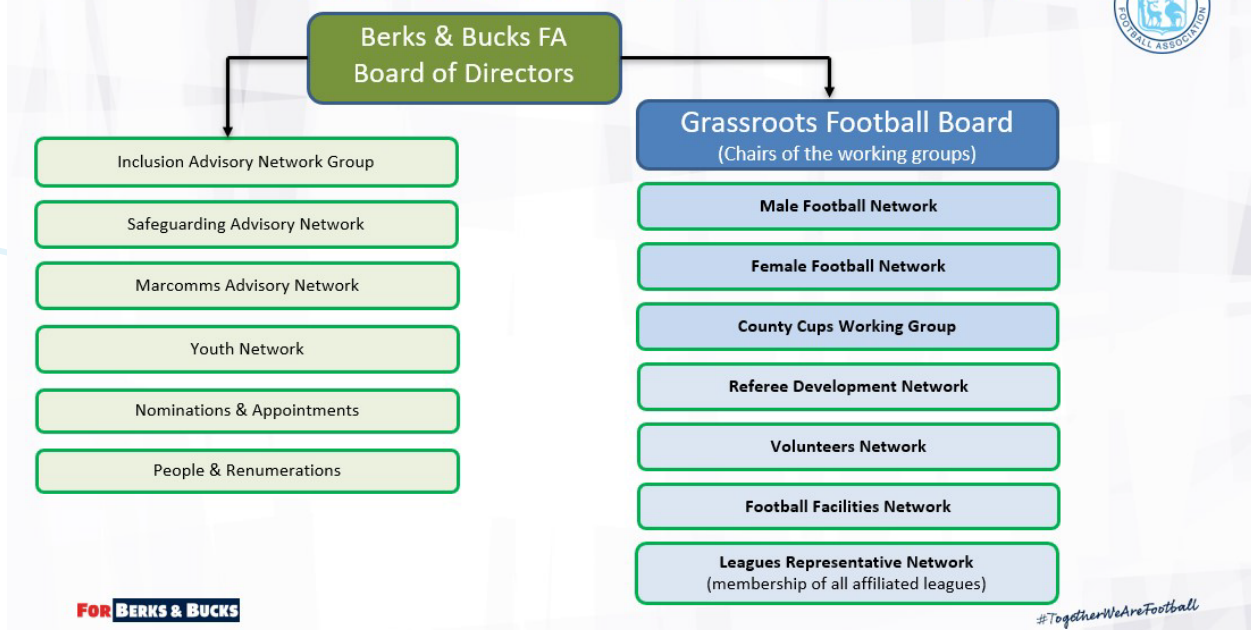 Berks & Bucks FA
Board of Directors
Inclusion Advisory Network Group
Safeguarding Advisory Network
Marcomms Advisory Network
Youth Network
Nominations & Appointments
People & Renumerations
Grassroots Football Board
(Chairs of the working groups)
Male Football Network
Female Football Network
County Cups Working Group
Referee Development Network
Volunteers Network
Football Facilities Network
Leagues Representative Network
(membership of all affiliated leagues)
FOOTBALL ASSOCIATION
FOR BERKS & BUCKS
#TogetherWeAreFootball